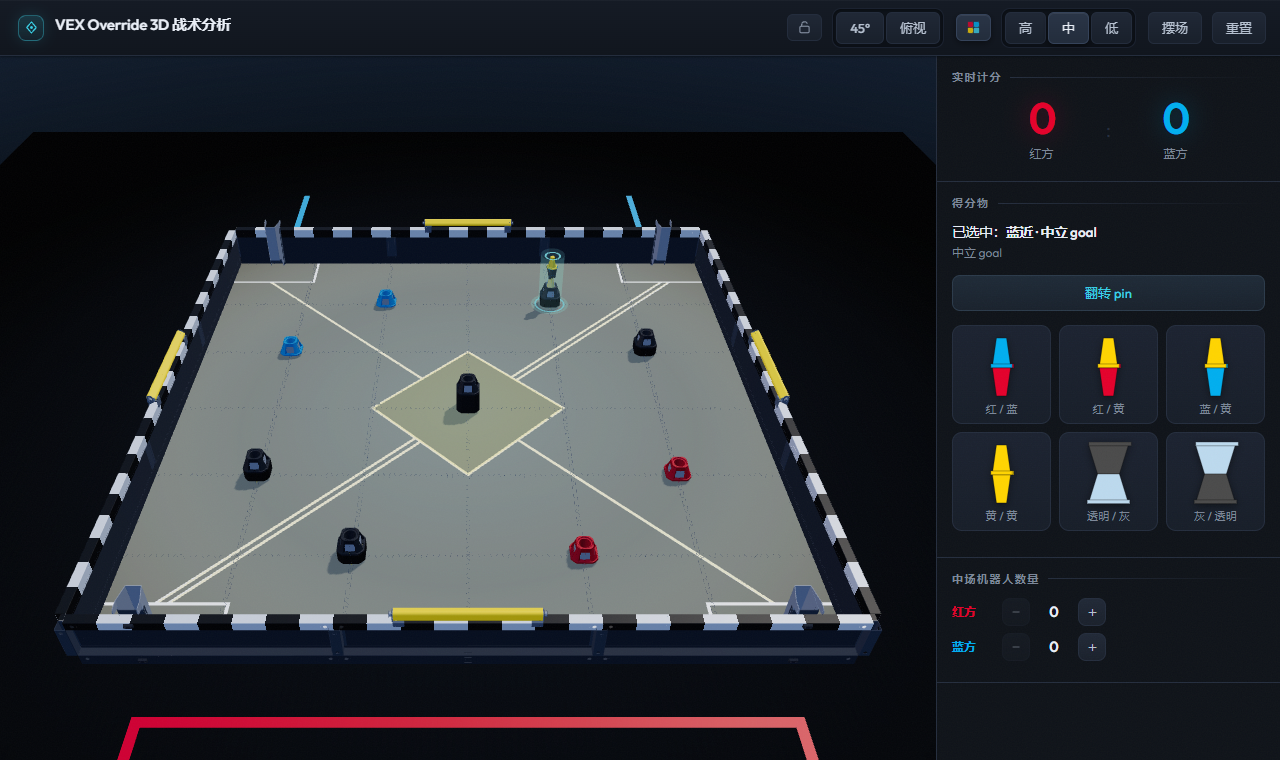 VEX Override 3D 战术分析
45° 俯视 高 中 低 摆场 重置
实时计分
0 : 0
红方 蓝方
得分物
已选中：蓝近·中立 goal
中立 goal
翻转 pin
红 / 蓝 红 / 黄 蓝 / 黄
黄 / 黄 透明 / 灰 灰 / 透明
中场机器人数量
红方 − 0 +
蓝方 − 0 +